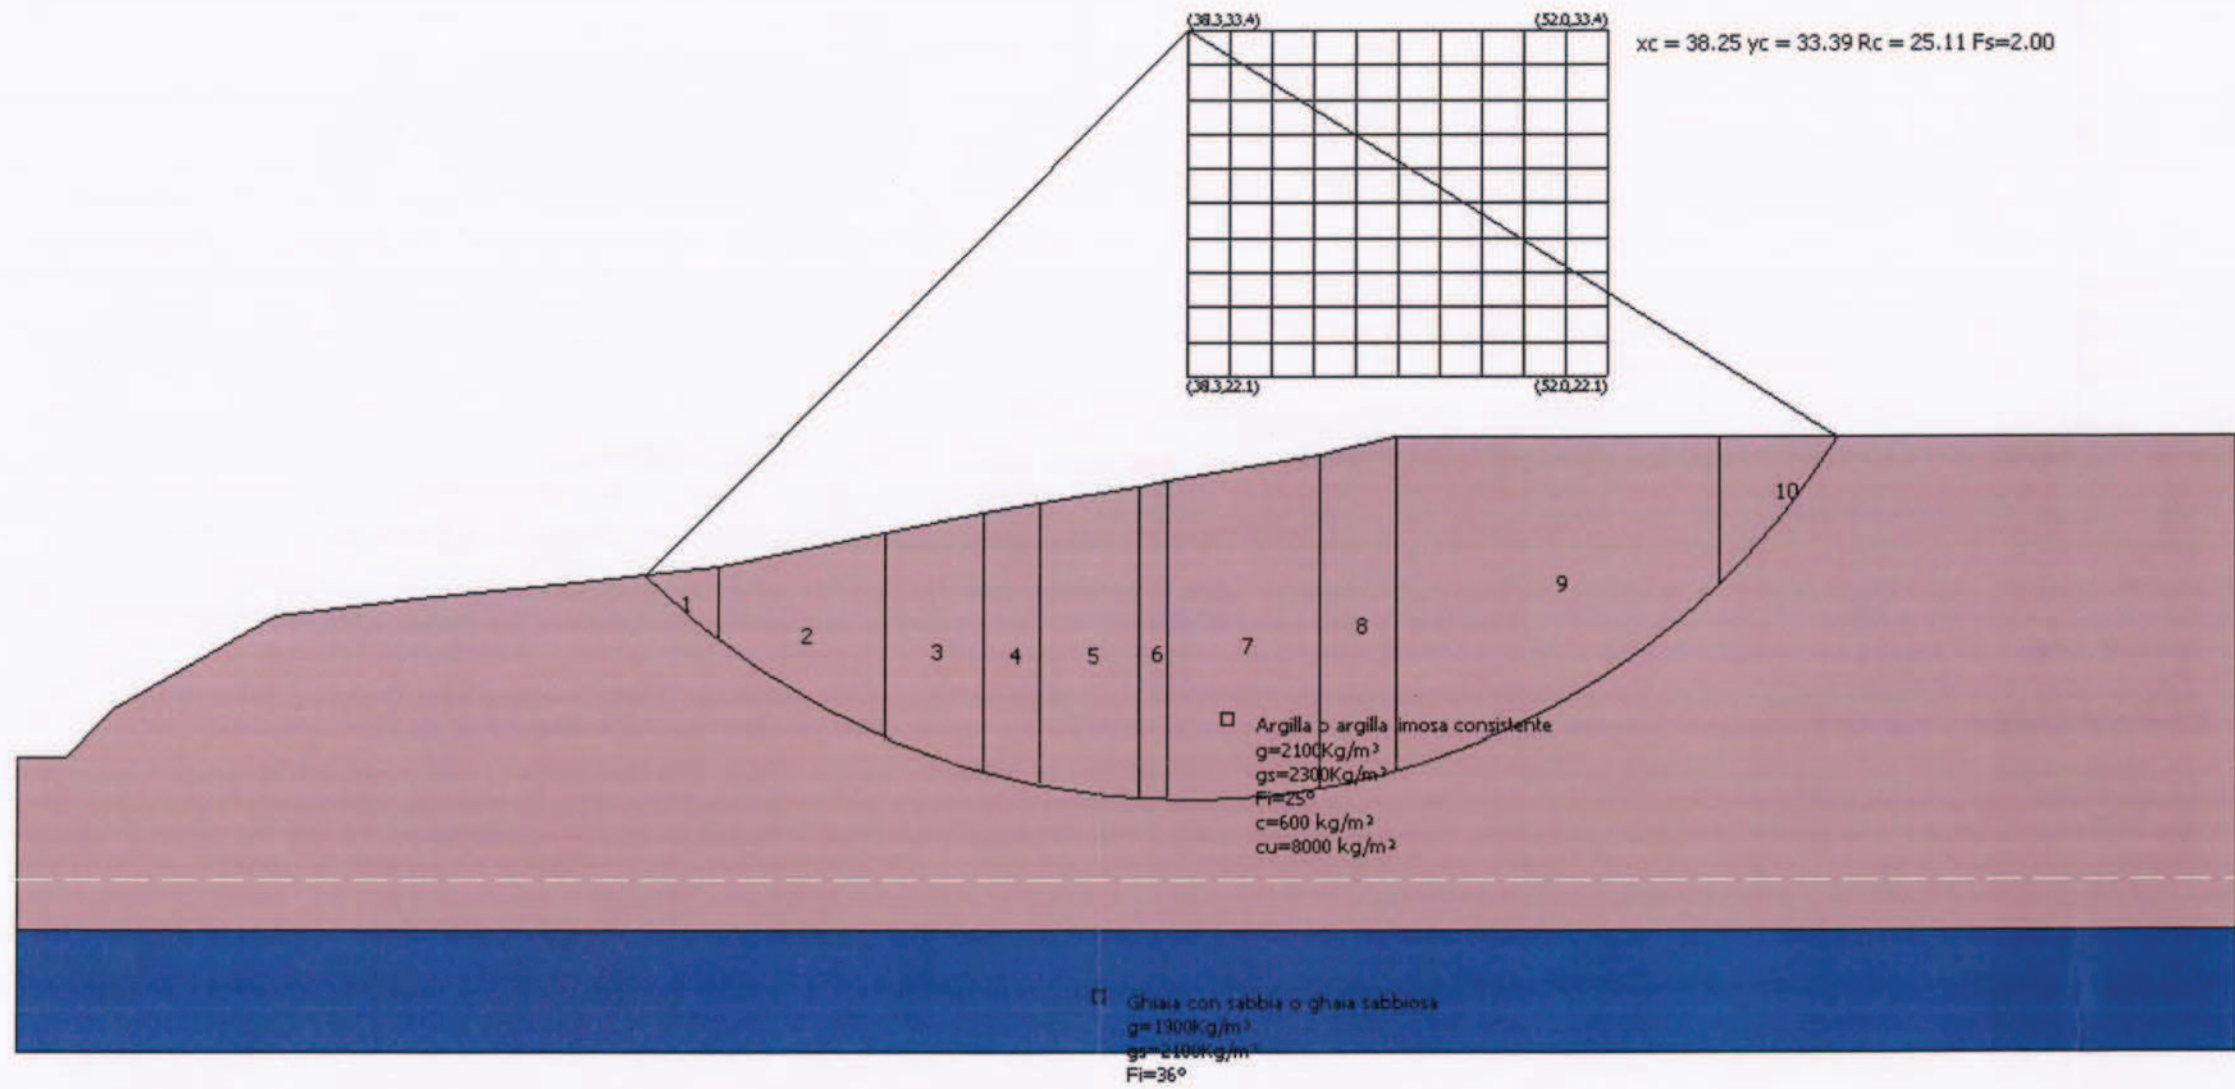 (38.3,33.4)
(52.0,33.4)
xc = 38.25 yc = 33.39 Rc = 25.11 Fs=2.00
(38.3,22.1)
(52.0,22.1)
1
2
3
4
5
6
7
8
9
10
Argilla o argilla limosa consistente
g=2100Kg/m³
gs=2300Kg/m³
Fi=25°
c=600 kg/m²
cu=8000 kg/m²
Ghiaia con sabbia o ghaia sabbiosa
g=1900Kg/m³
gs=2100Kg/m³
Fi=36°